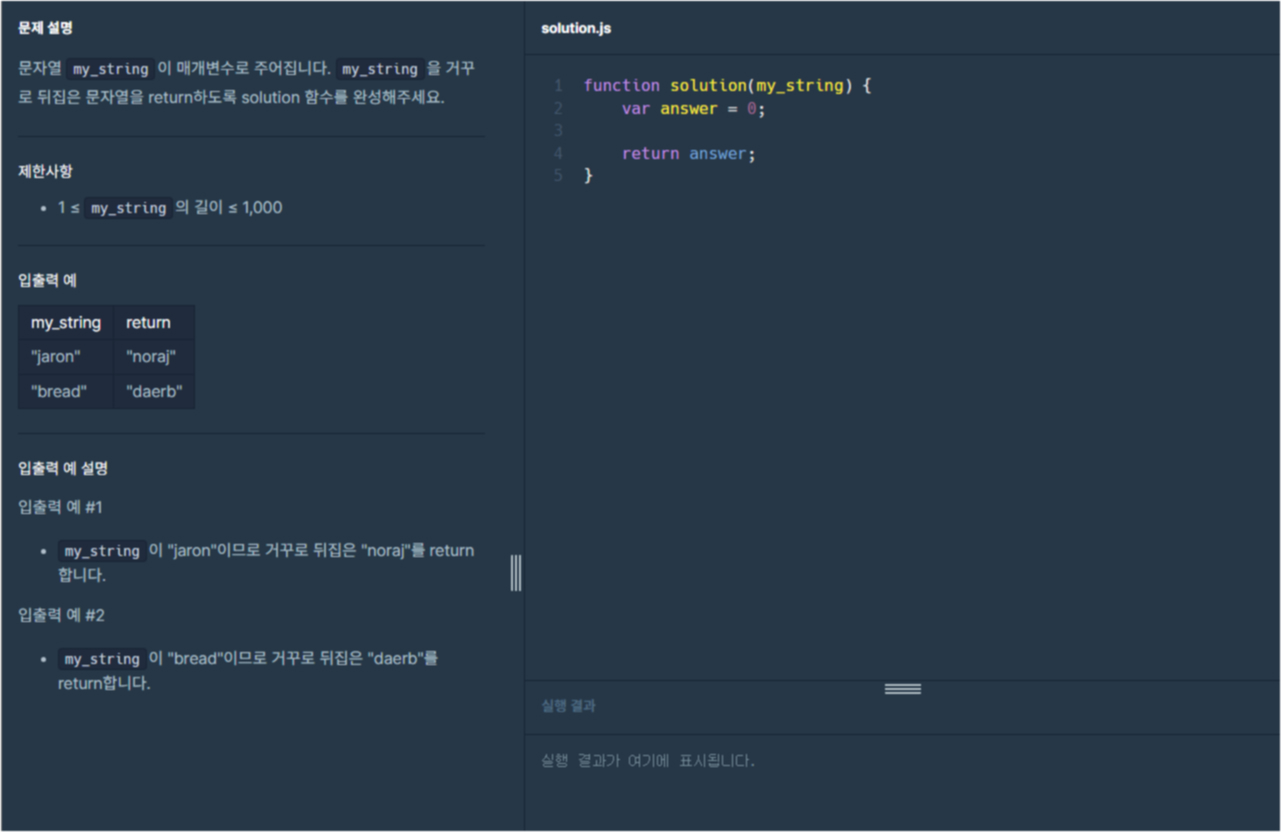 문제 설명
문자열 my_string 이 매개변수로 주어집니다. my_string 을 거꾸
로 뒤집은 문자열을 return하도록 solution 함수를 완성해주세요.
제한사항
• 1 ≤ my_string 의 길이 ≤ 1,000
입출력 예
my_string return
"jaron" "noraj"
"bread" "daerb"
입출력 예 설명
입출력 예 #1
• my_string 이 "jaron"이므로 거꾸로 뒤집은 "noraj"를 return
합니다.
입출력 예 #2
• my_string 이 "bread"이므로 거꾸로 뒤집은 "daerb"를
return합니다.
solution.js
1 function solution(my_string) {
2     var answer = 0;
3
4     return answer;
5 }
실행 결과
실행 결과가 여기에 표시됩니다.